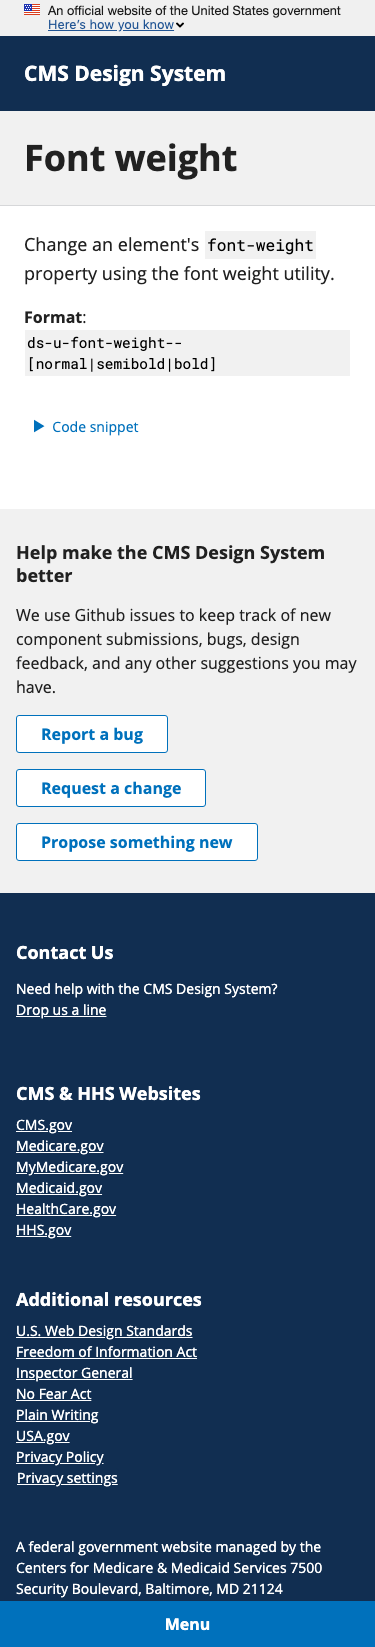 An official website of the United States government
Here's how you know
CMS Design System
Font weight
Change an element's font-weight
property using the font weight utility.
Format:
ds-u-font-weight--
[normal|semibold|bold]
Code snippet
Help make the CMS Design System
better
We use Github issues to keep track of new
component submissions, bugs, design
feedback, and any other suggestions you may
have.
Report a bug
Request a change
Propose something new
Contact Us
Need help with the CMS Design System?
Drop us a line
CMS & HHS Websites
CMS.gov
Medicare.gov
MyMedicare.gov
Medicaid.gov
HealthCare.gov
HHS.gov
Additional resources
U.S. Web Design Standards
Freedom of Information Act
Inspector General
No Fear Act
Plain Writing
USA.gov
Privacy Policy
Privacy settings
A federal government website managed by the
Centers for Medicare & Medicaid Services 7500
Security Boulevard, Baltimore, MD 21124
Menu